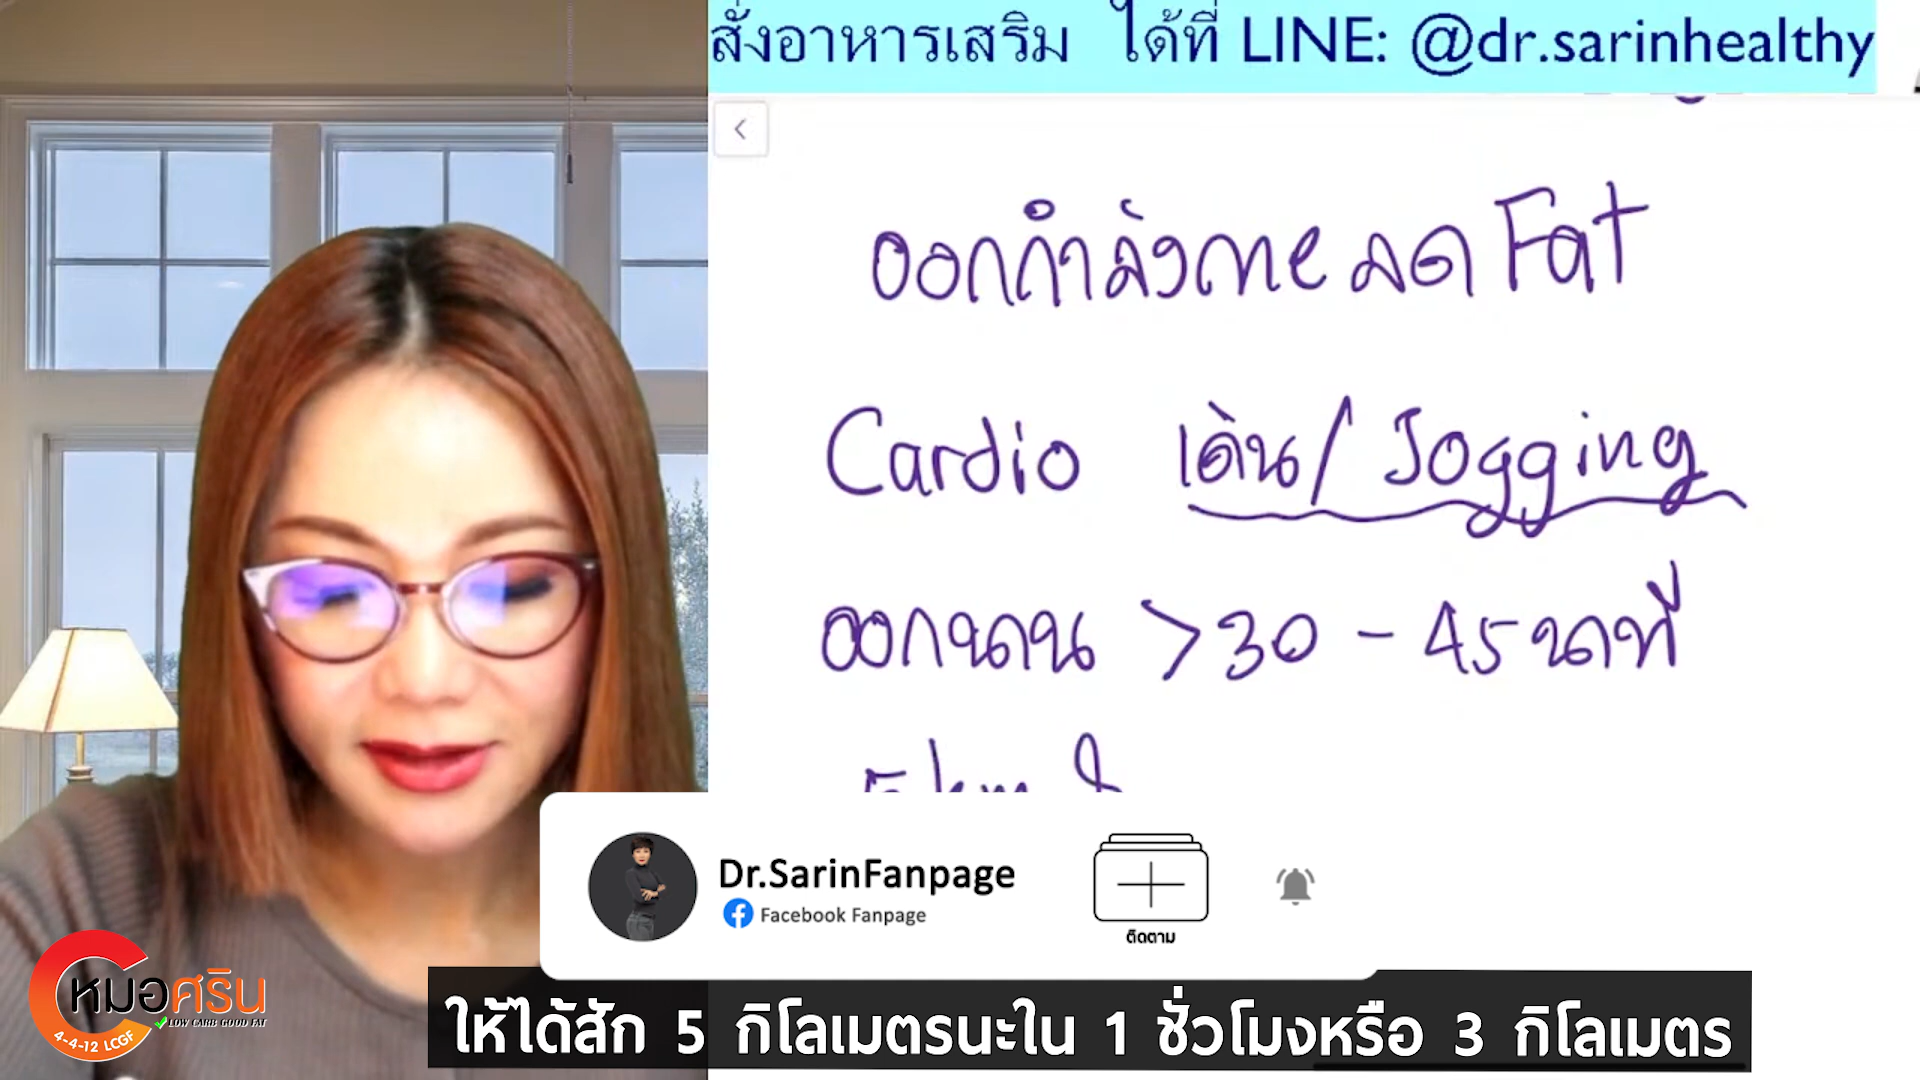 สั่งอาหารเสริม ได้ที่ LINE: @dr.sarinhealthy
ออกกำลังกาย ลด Fat
Cardio เดิน / Jogging
ออกนาน > 30 - 45 นาที
5 km
Dr.SarinFanpage
Facebook Fanpage
ติดตาม
หมอศริน
LOW CARB GOOD FAT
4-4-12 LCGF
ให้ได้สัก 5 กิโลเมตรนะใน 1 ชั่วโมงหรือ 3 กิโลเมตร